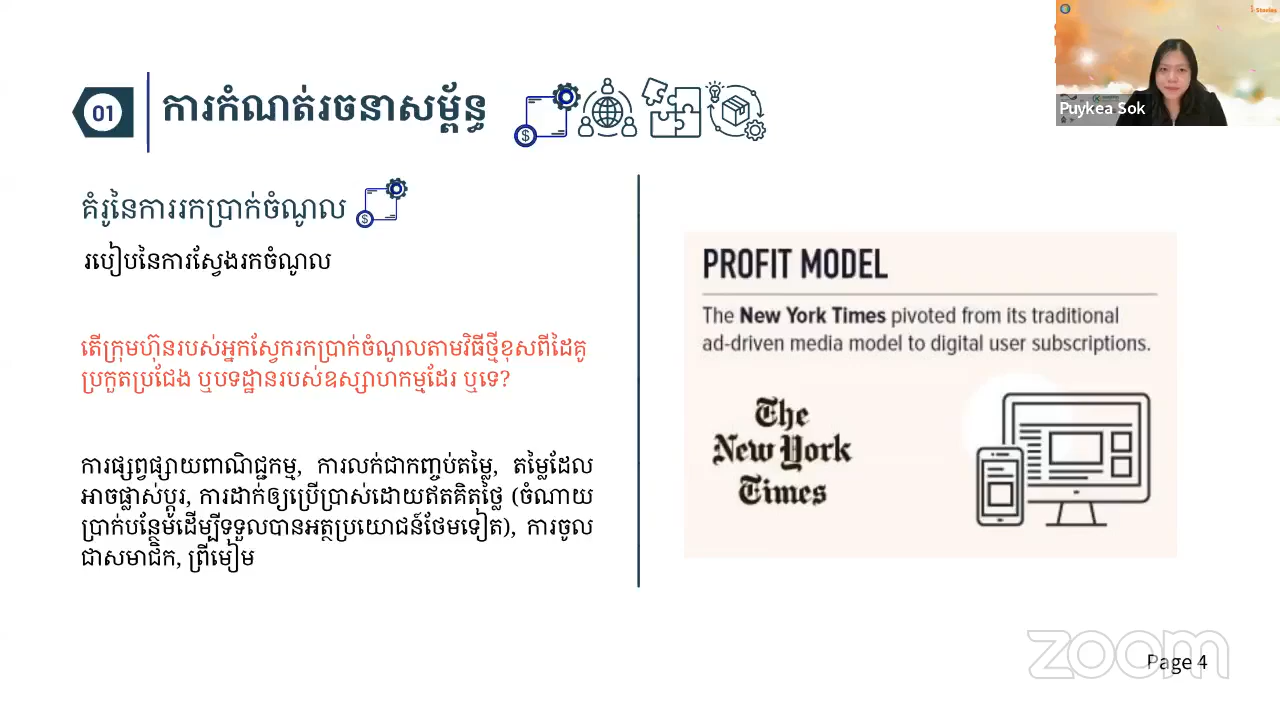 01
ការកំណត់រចនាសម្ព័ន្ធ
1 Stories
Puykea Sok
គំរូនៃការរកប្រាក់ចំណូល
របៀបនៃការស្វែងរកចំណូល
តើក្រុមហ៊ុនរបស់អ្នកស្វែករកប្រាក់ចំណូលតាមវិធីថ្មីខុសពីដៃគូ
ប្រកួតប្រជែង ឬបទដ្ឋានរបស់ឧស្សាហកម្មដែរ ឬទេ?
ការផ្សព្វផ្សាយពាណិជ្ជកម្ម, ការលក់ជាកញ្ចប់តម្លៃ, តម្លៃដែល
អាចផ្លាស់ប្តូរ, ការដាក់ឲ្យប្រើប្រាស់ដោយឥតគិតថ្លៃ (ចំណាយ
ប្រាក់បន្ថែមដើម្បីទទួលបានអត្ថប្រយោជន៍ថែមទៀត), ការចូល
ជាសមាជិក, ព្រីមៀម
PROFIT MODEL
The New York Times pivoted from its traditional
ad-driven media model to digital user subscriptions.
The
New York
Times
zoom
Page 4